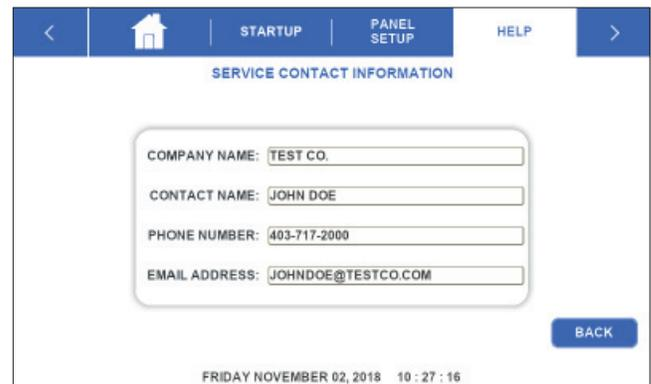 < STARTUP PANEL SETUP HELP >
SERVICE CONTACT INFORMATION
COMPANY NAME: TEST CO.
CONTACT NAME: JOHN DOE
PHONE NUMBER: 403-717-2000
EMAIL ADDRESS: JOHNDOE@TESTCO.COM
BACK
FRIDAY NOVEMBER 02, 2018 10 : 27 : 16